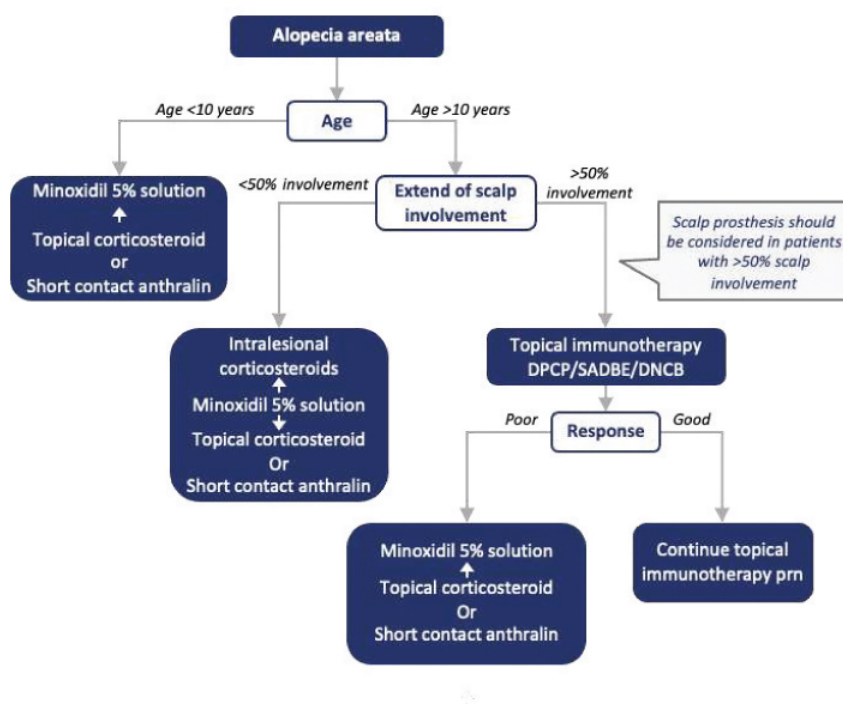 Alopecia areata
Age <10 years
Age >10 years
Age
Minoxidil 5% solution
Topical corticosteroid
or
Short contact anthralin
<50% involvement
Extend of scalp
involvement
>50%
involvement
Scalp prosthesis should
be considered in patients
with >50% scalp
involvement
Intralesional
corticosteroids
Minoxidil 5% solution
Topical corticosteroid
Or
Short contact anthralin
Topical immunotherapy
DPCP/SADBE/DNCB
Poor
Response
Good
Minoxidil 5% solution
Topical corticosteroid
Or
Short contact anthralin
Continue topical
immunotherapy prn